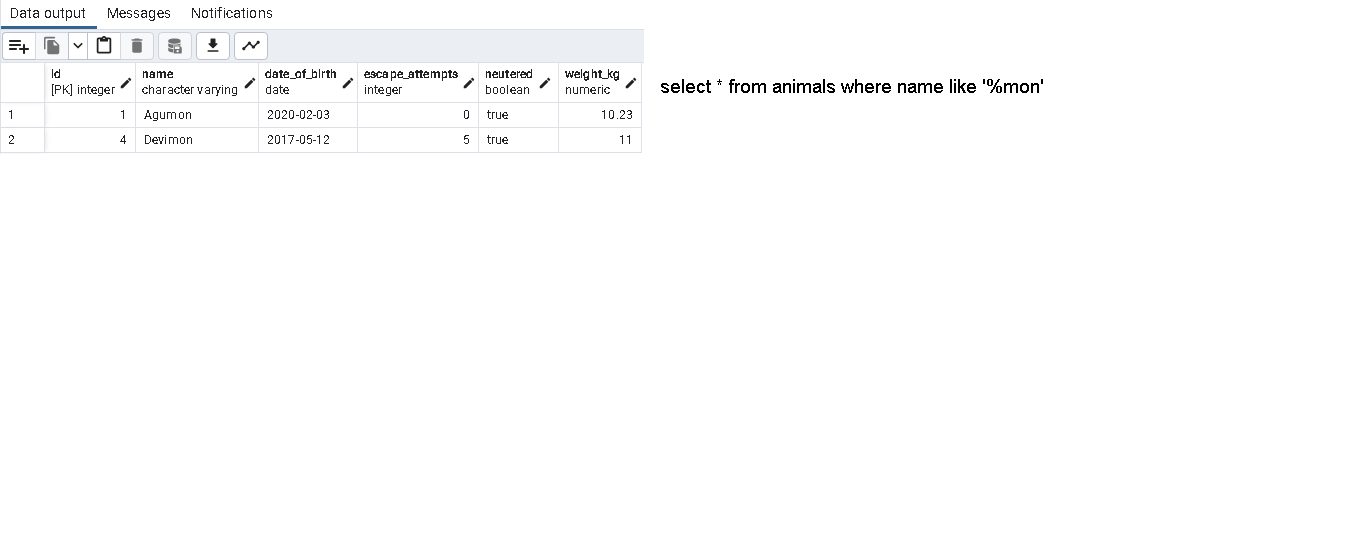 Data output Messages Notifications
id name date_of_birth escape_attempts neutered weight_kg
[PK] integer character varying date integer boolean numeric
select * from animals where name like '%mon'
1 1 Agumon 2020-02-03 0 true 10.23
2 4 Devimon 2017-05-12 5 true 11